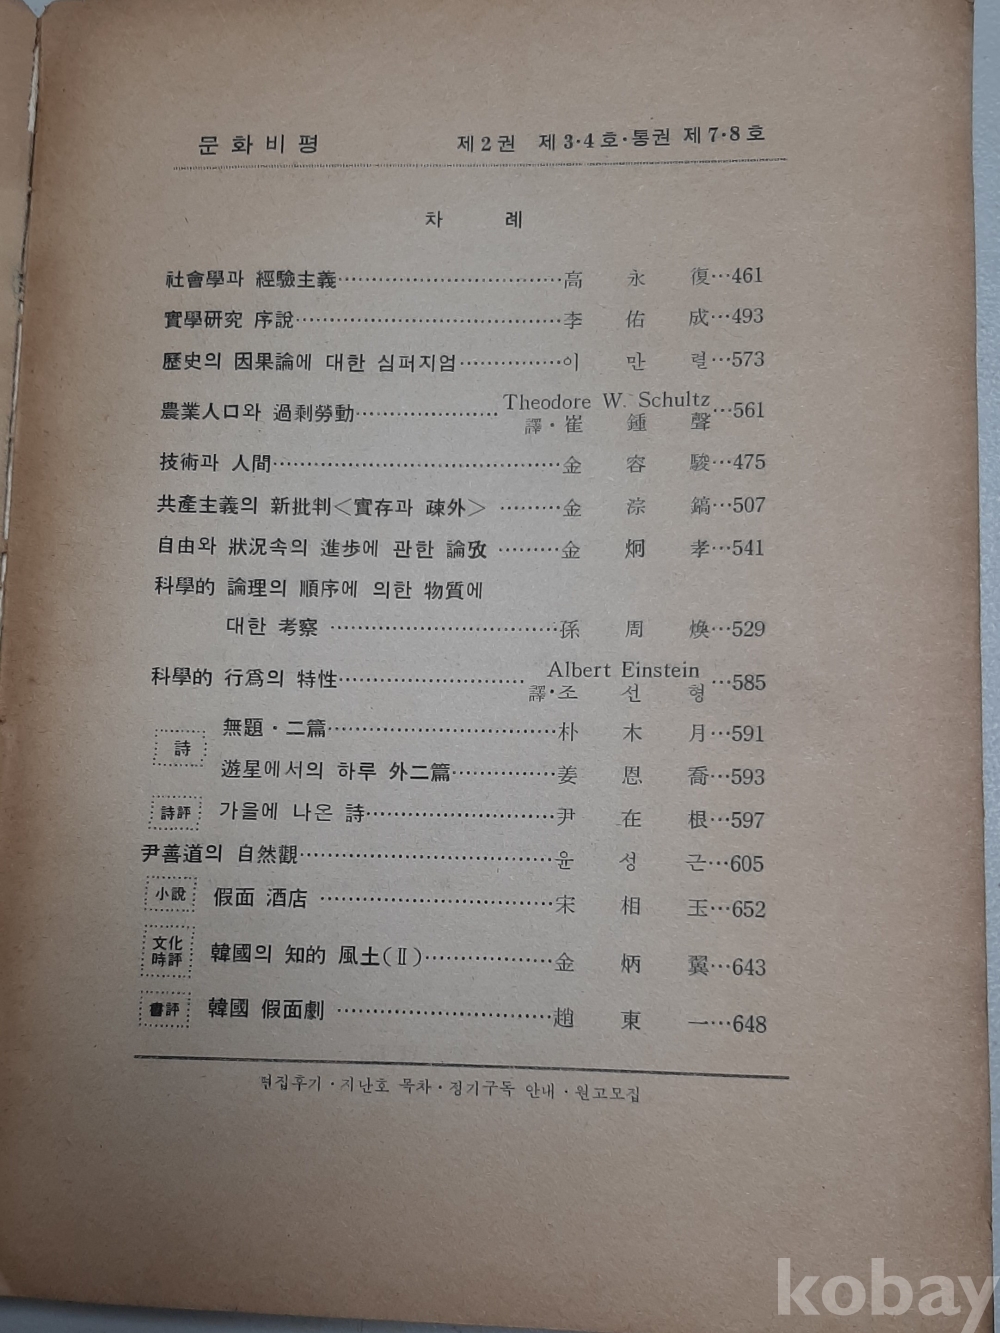 문화비평 제2권 제3·4호·통권 제7·8호
차 례
社會學과 經驗主義……………………………高 永 復…461
實學硏究 序說…………………………………李 佑 成…493
歷史의 因果論에 대한 심퍼지엄……………이 만 렬…573
農業人口와 過剩勞動…………………Theodore W. Schultz…561
譯·崔 鍾 聲
技術과 人間……………………………………金 容 駿…475
共產主義의 新批判＜實存과 疎外＞ ………金 淙 鎬…507
自由와 狀況속의 進步에 관한 論攷 ………金 炯 孝…541
科學的 論理의 順序에 의한 物質에
대한 考察 ……………………………孫 周 煥…529
科學的 行爲의 特性………………………Albert Einstein…585
譯·조 선 형
詩
無題·二篇……………………………朴 木 月…591
遊星에서의 하루 外二篇……………姜 恩 喬…593
詩評 가을에 나온 詩………………………尹 在 根…597
尹善道의 自然觀………………………………윤 성 근…605
小說 假面 酒店 ……………………………宋 相 玉…652
文化時評 韓國의 知的 風土(Ⅱ)………………金 炳 翼…643
書評 韓國 假面劇 …………………………趙 東 一…648
편집후기·지난호 목차·정기구독 안내·원고모집
kobay